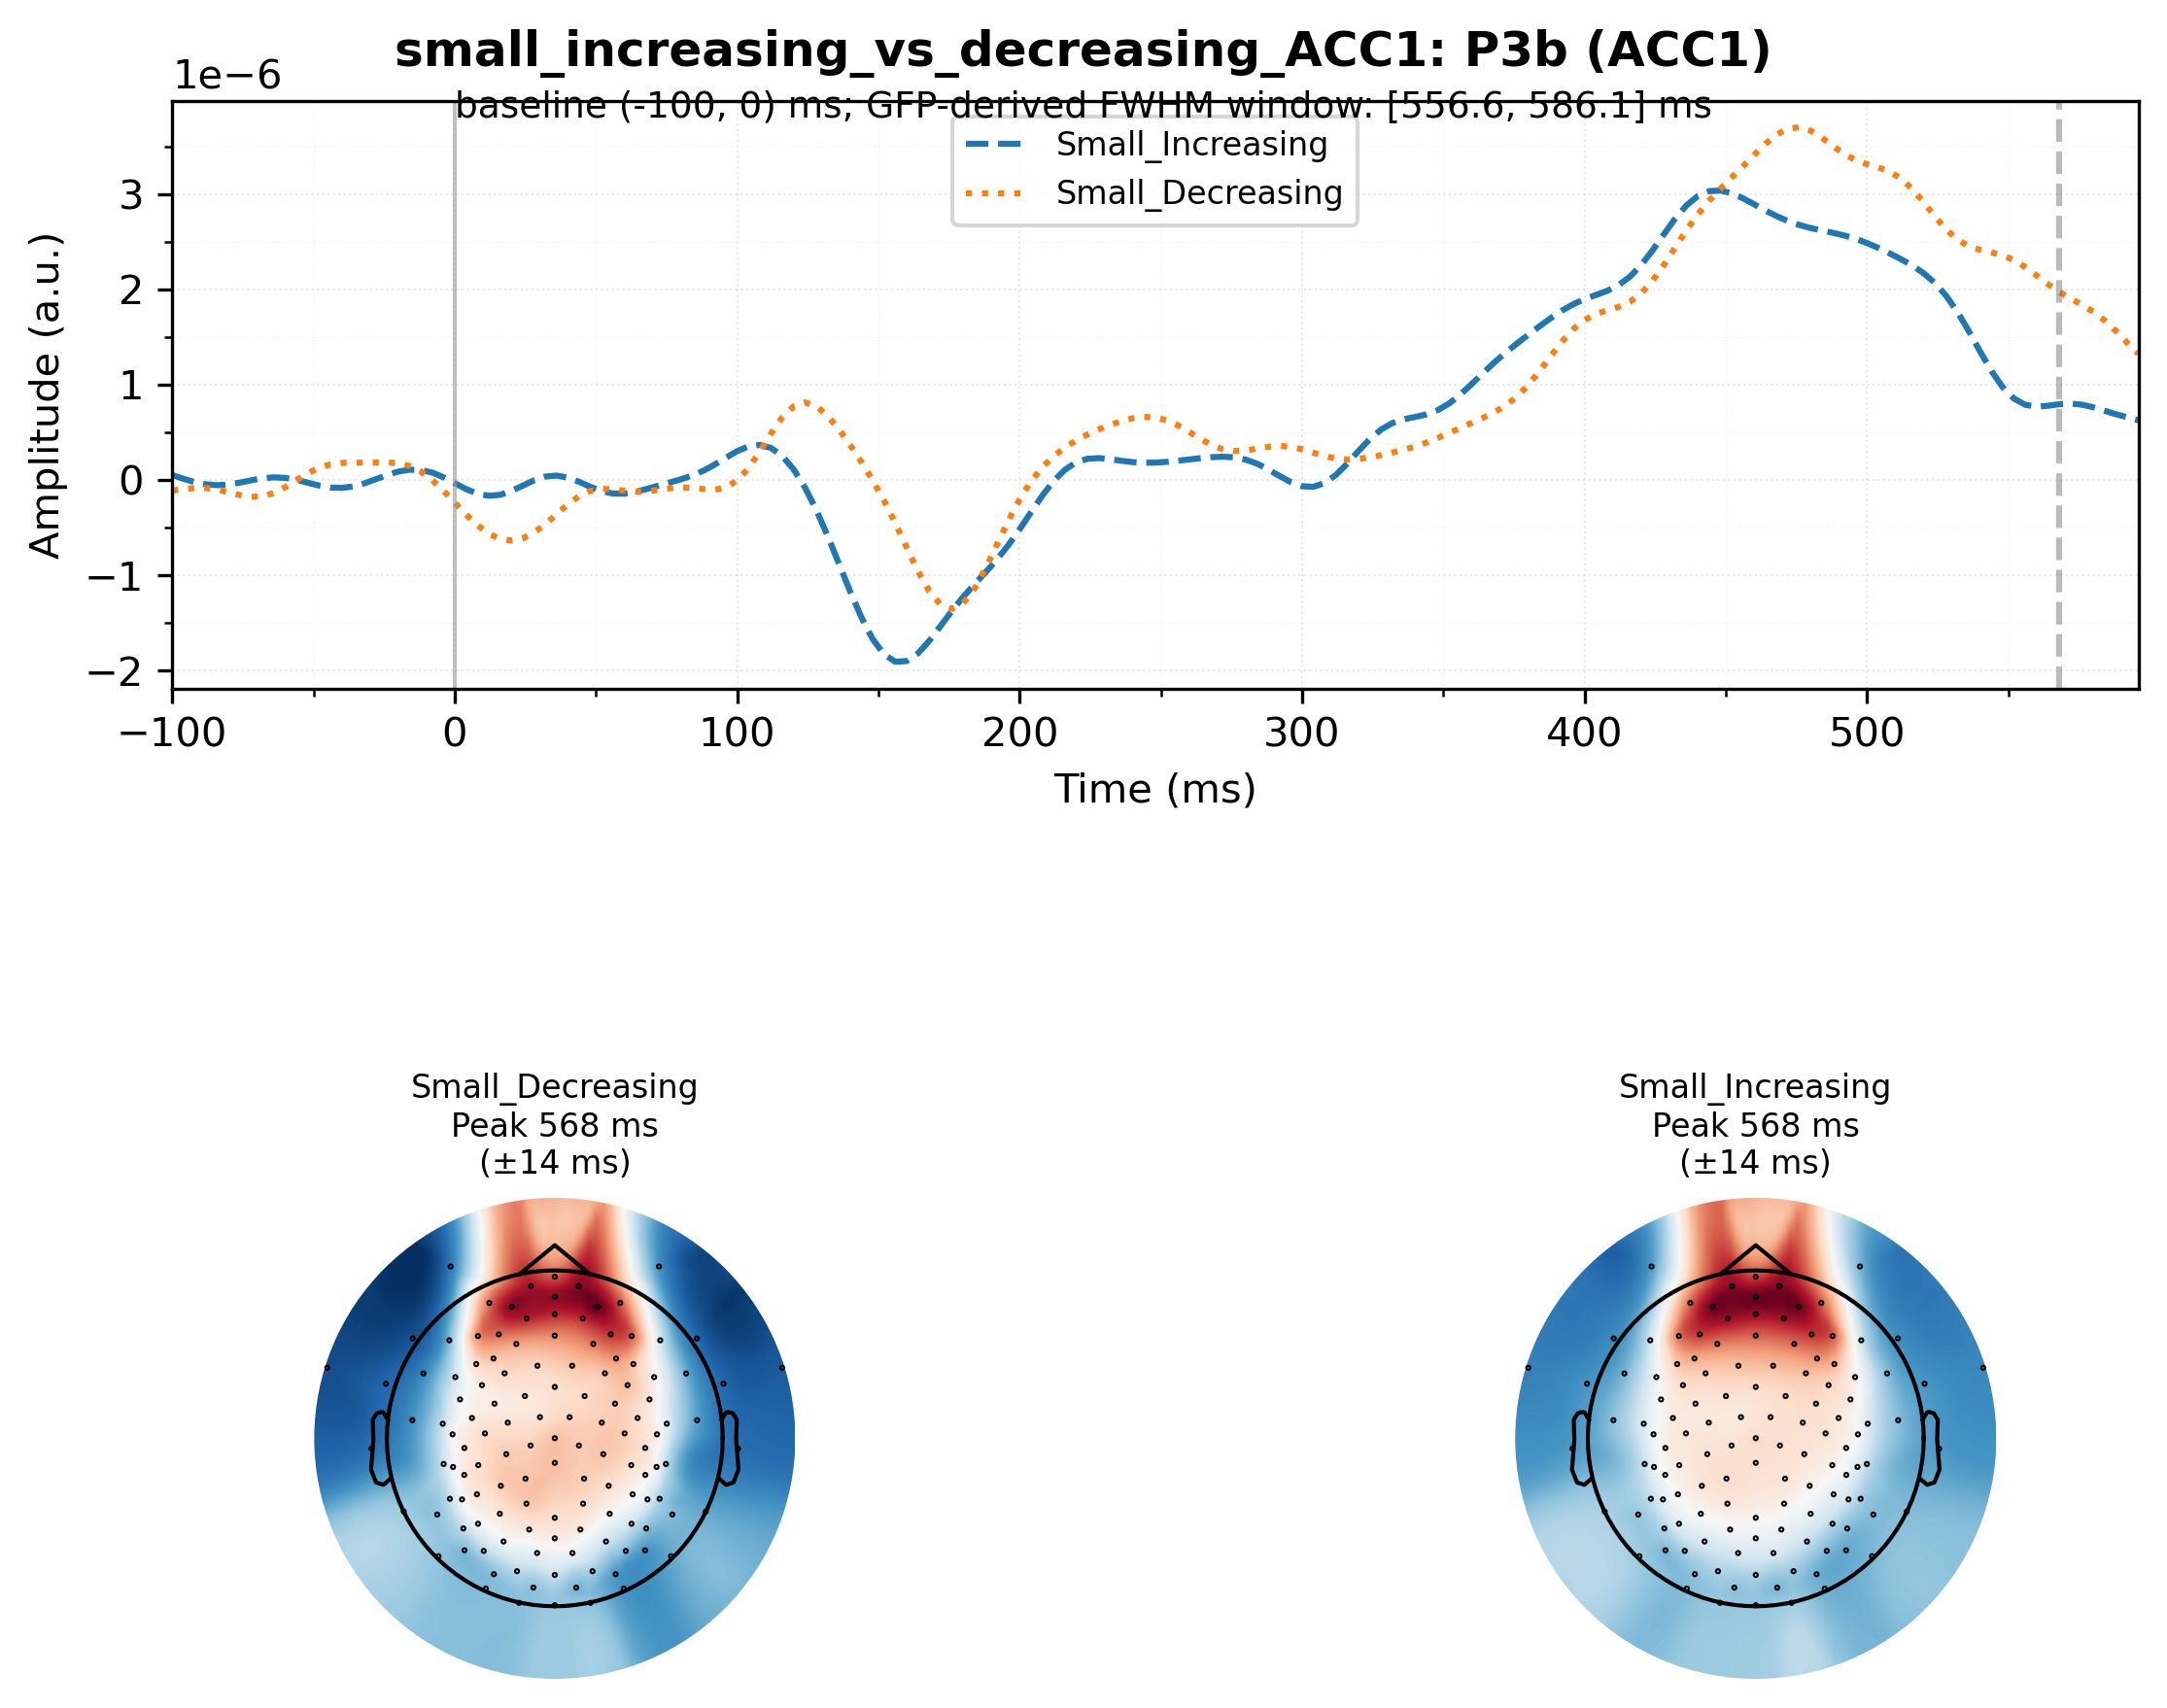 small_increasing_vs_decreasing_ACC1: P3b (ACC1)
1e−6
baseline (-100, 0) ms; GFP-derived FWHM window: [556.6, 586.1] ms
Small_Increasing
Small_Decreasing
Amplitude (a.u.)
3
2
1
0
−1
−2
−100 0 100 200 300 400 500
Time (ms)
Small_Decreasing
Peak 568 ms
(±14 ms)
Small_Increasing
Peak 568 ms
(±14 ms)